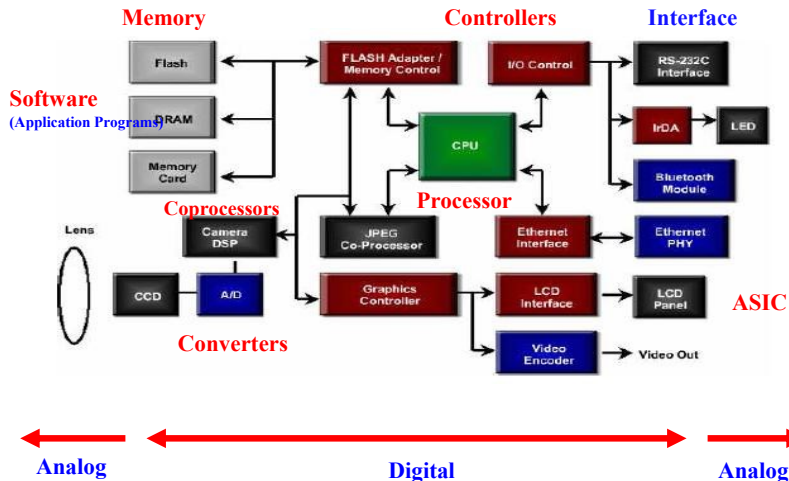 Memory
Controllers
Interface
Flash
FLASH Adapter /
Memory Control
I/O Control
RS-232C
Interface
Software
(Application Programs)
DRAM
IrDA
LED
CPU
Memory
Card
Bluetooth
Module
Coprocessors
Processor
Lens
Camera
DSP
JPEG
Co-Processor
Ethernet
Interface
Ethernet
PHY
CCD
A/D
Graphics
Controller
LCD
Interface
LCD
Panel
ASIC
Converters
Video
Encoder
Video Out
Analog
Digital
Analog